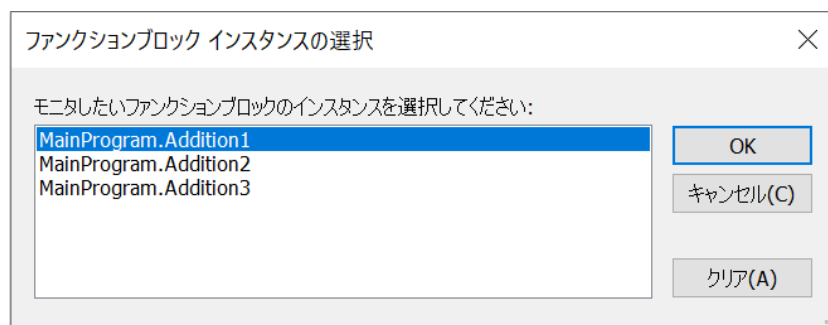 ファンクションブロック インスタンスの選択
モニタしたいファンクションブロックのインスタンスを選択してください:
MainProgram.Addition1
MainProgram.Addition2
MainProgram.Addition3
OK
キャンセル(C)
クリア(A)